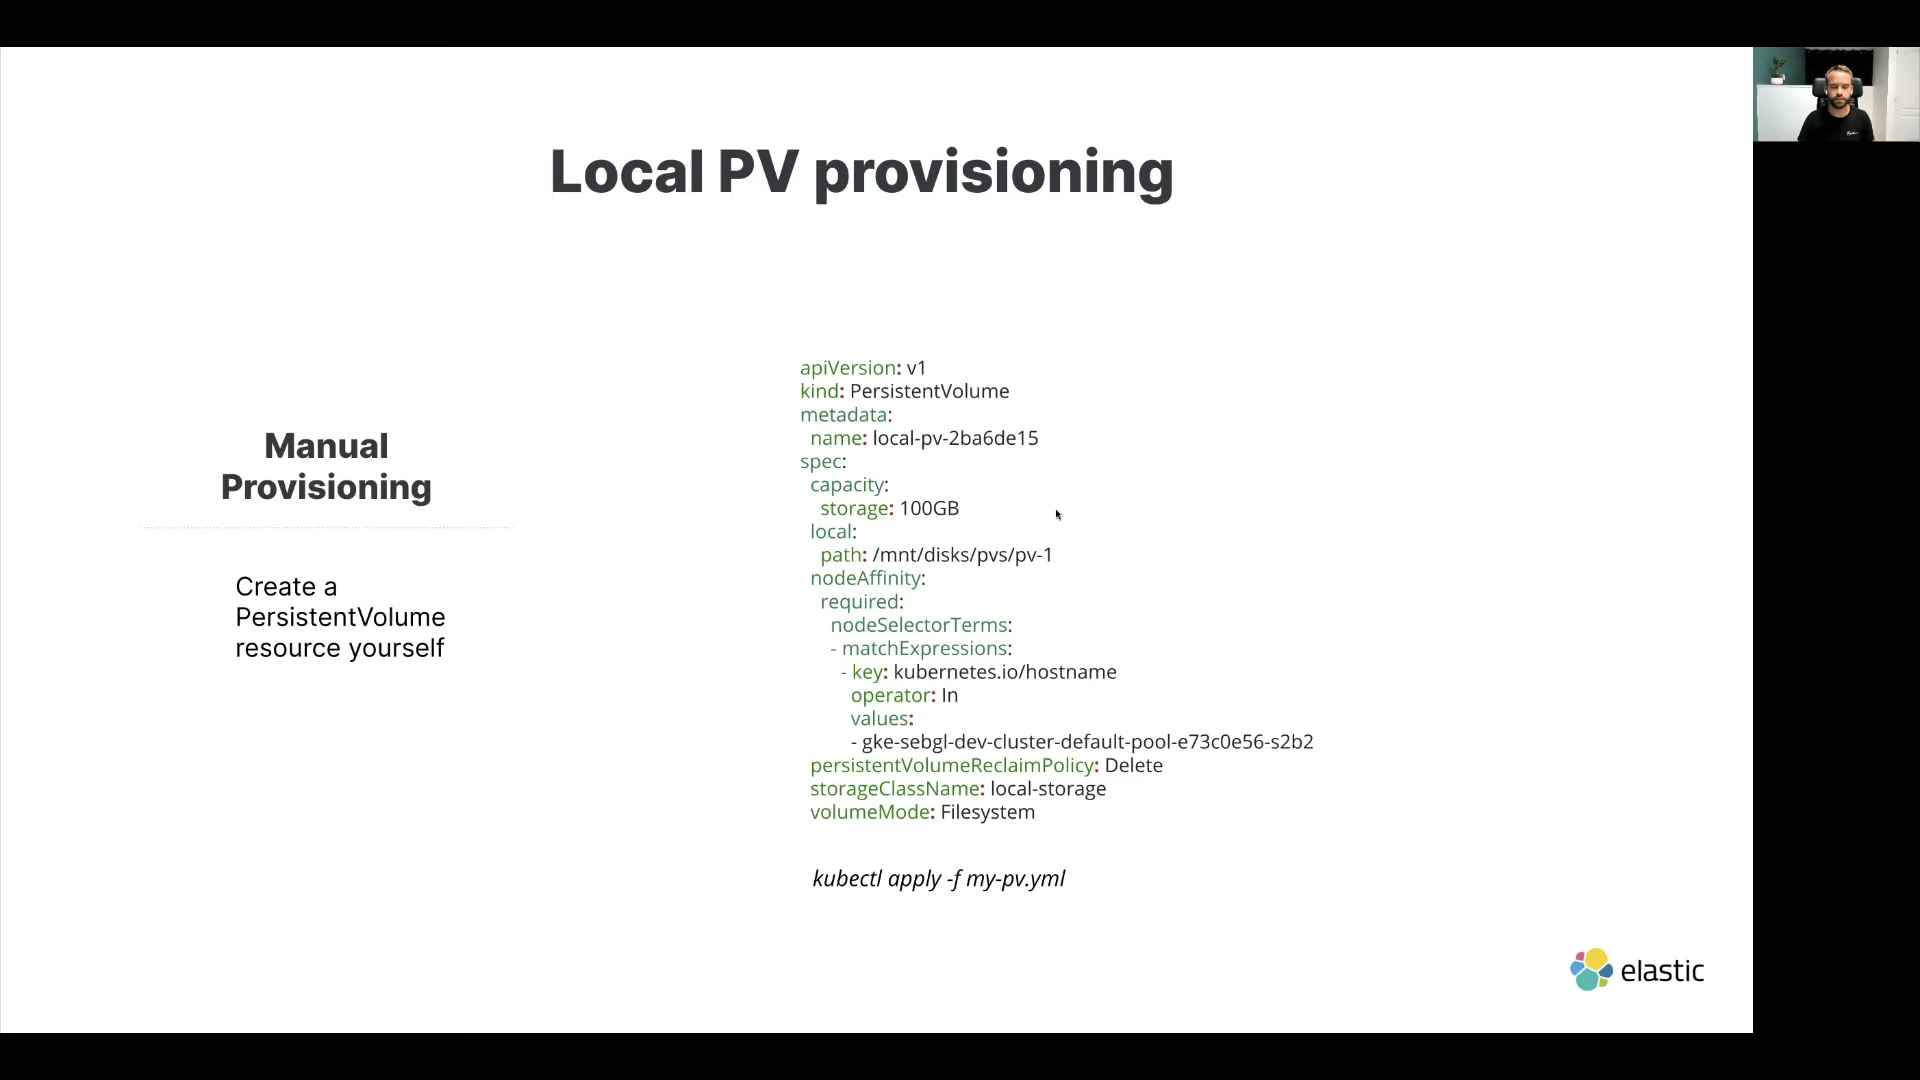 Local PV provisioning
Manual
Provisioning
Create a
PersistentVolume
resource yourself
apiVersion: v1
kind: PersistentVolume
metadata:
  name: local-pv-2ba6de15
spec:
  capacity:
    storage: 100GB
  local:
    path: /mnt/disks/pvs/pv-1
  nodeAffinity:
    required:
      nodeSelectorTerms:
      - matchExpressions:
        - key: kubernetes.io/hostname
          operator: In
          values:
          - gke-sebgl-dev-cluster-default-pool-e73c0e56-s2b2
  persistentVolumeReclaimPolicy: Delete
  storageClassName: local-storage
  volumeMode: Filesystem
kubectl apply -f my-pv.yml
elastic